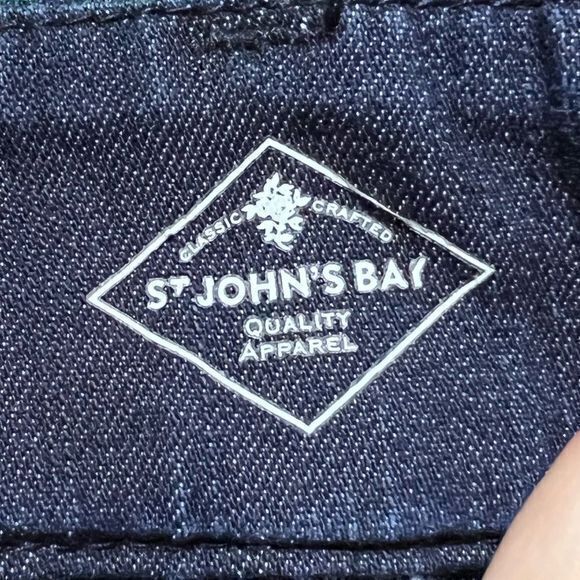 CLASSIC CRAFTED
ST JOHN'S BAY
QUALITY
APPAREL